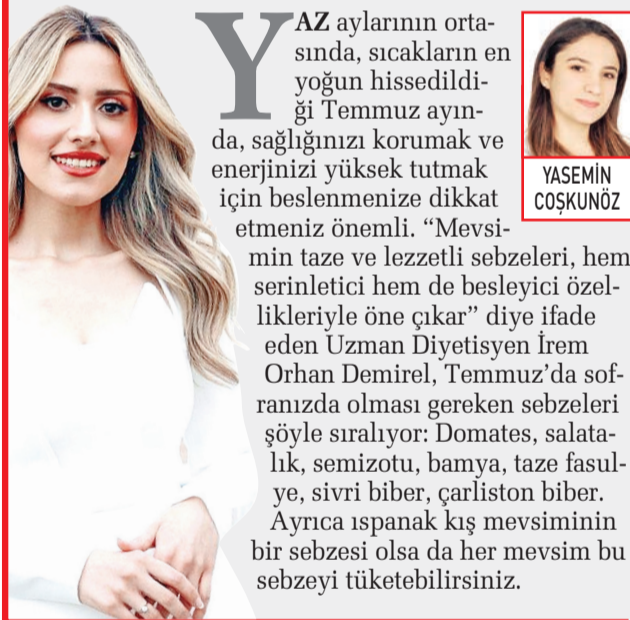 YAZ aylarının orta-
sında, sıcakların en
yoğun hissedildi-
ği Temmuz ayın-
da, sağlığınızı korumak ve
enerjinizi yüksek tutmak
için beslenmenize dikkat
etmeniz önemli. “Mevsi-
min taze ve lezzetli sebzeleri, hem
serinletici hem de besleyici özel-
likleriyle öne çıkar” diye ifade
eden Uzman Diyetisyen İrem
Orhan Demirel, Temmuz’da sof-
ranızda olması gereken sebzeleri
şöyle sıralıyor: Domates, salata-
lık, semizotu, bamya, taze fasul-
ye, sivri biber, çarliston biber.
Ayrıca ıspanak kış mevsiminin
bir sebzesi olsa da her mevsim bu
sebzeyi tüketebilirsiniz.
YASEMİN
COŞKUNÖZ